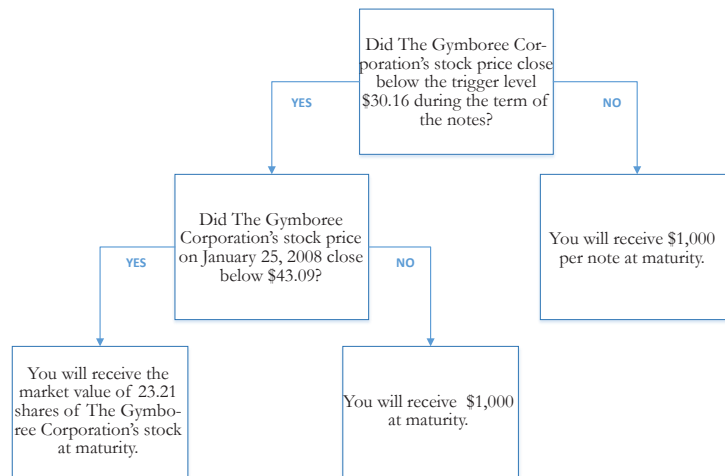 Did The Gymboree Cor-
poration's stock price close
below the trigger level
$30.16 during the term of
the notes?
YES
NO
Did The Gymboree
Corporation's stock price
on January 25, 2008 close
below $43.09?
You will receive $1,000
per note at maturity.
YES
NO
You will receive the
market value of 23.21
shares of The Gymbo-
ree Corporation's stock
at maturity.
You will receive $1,000
at maturity.